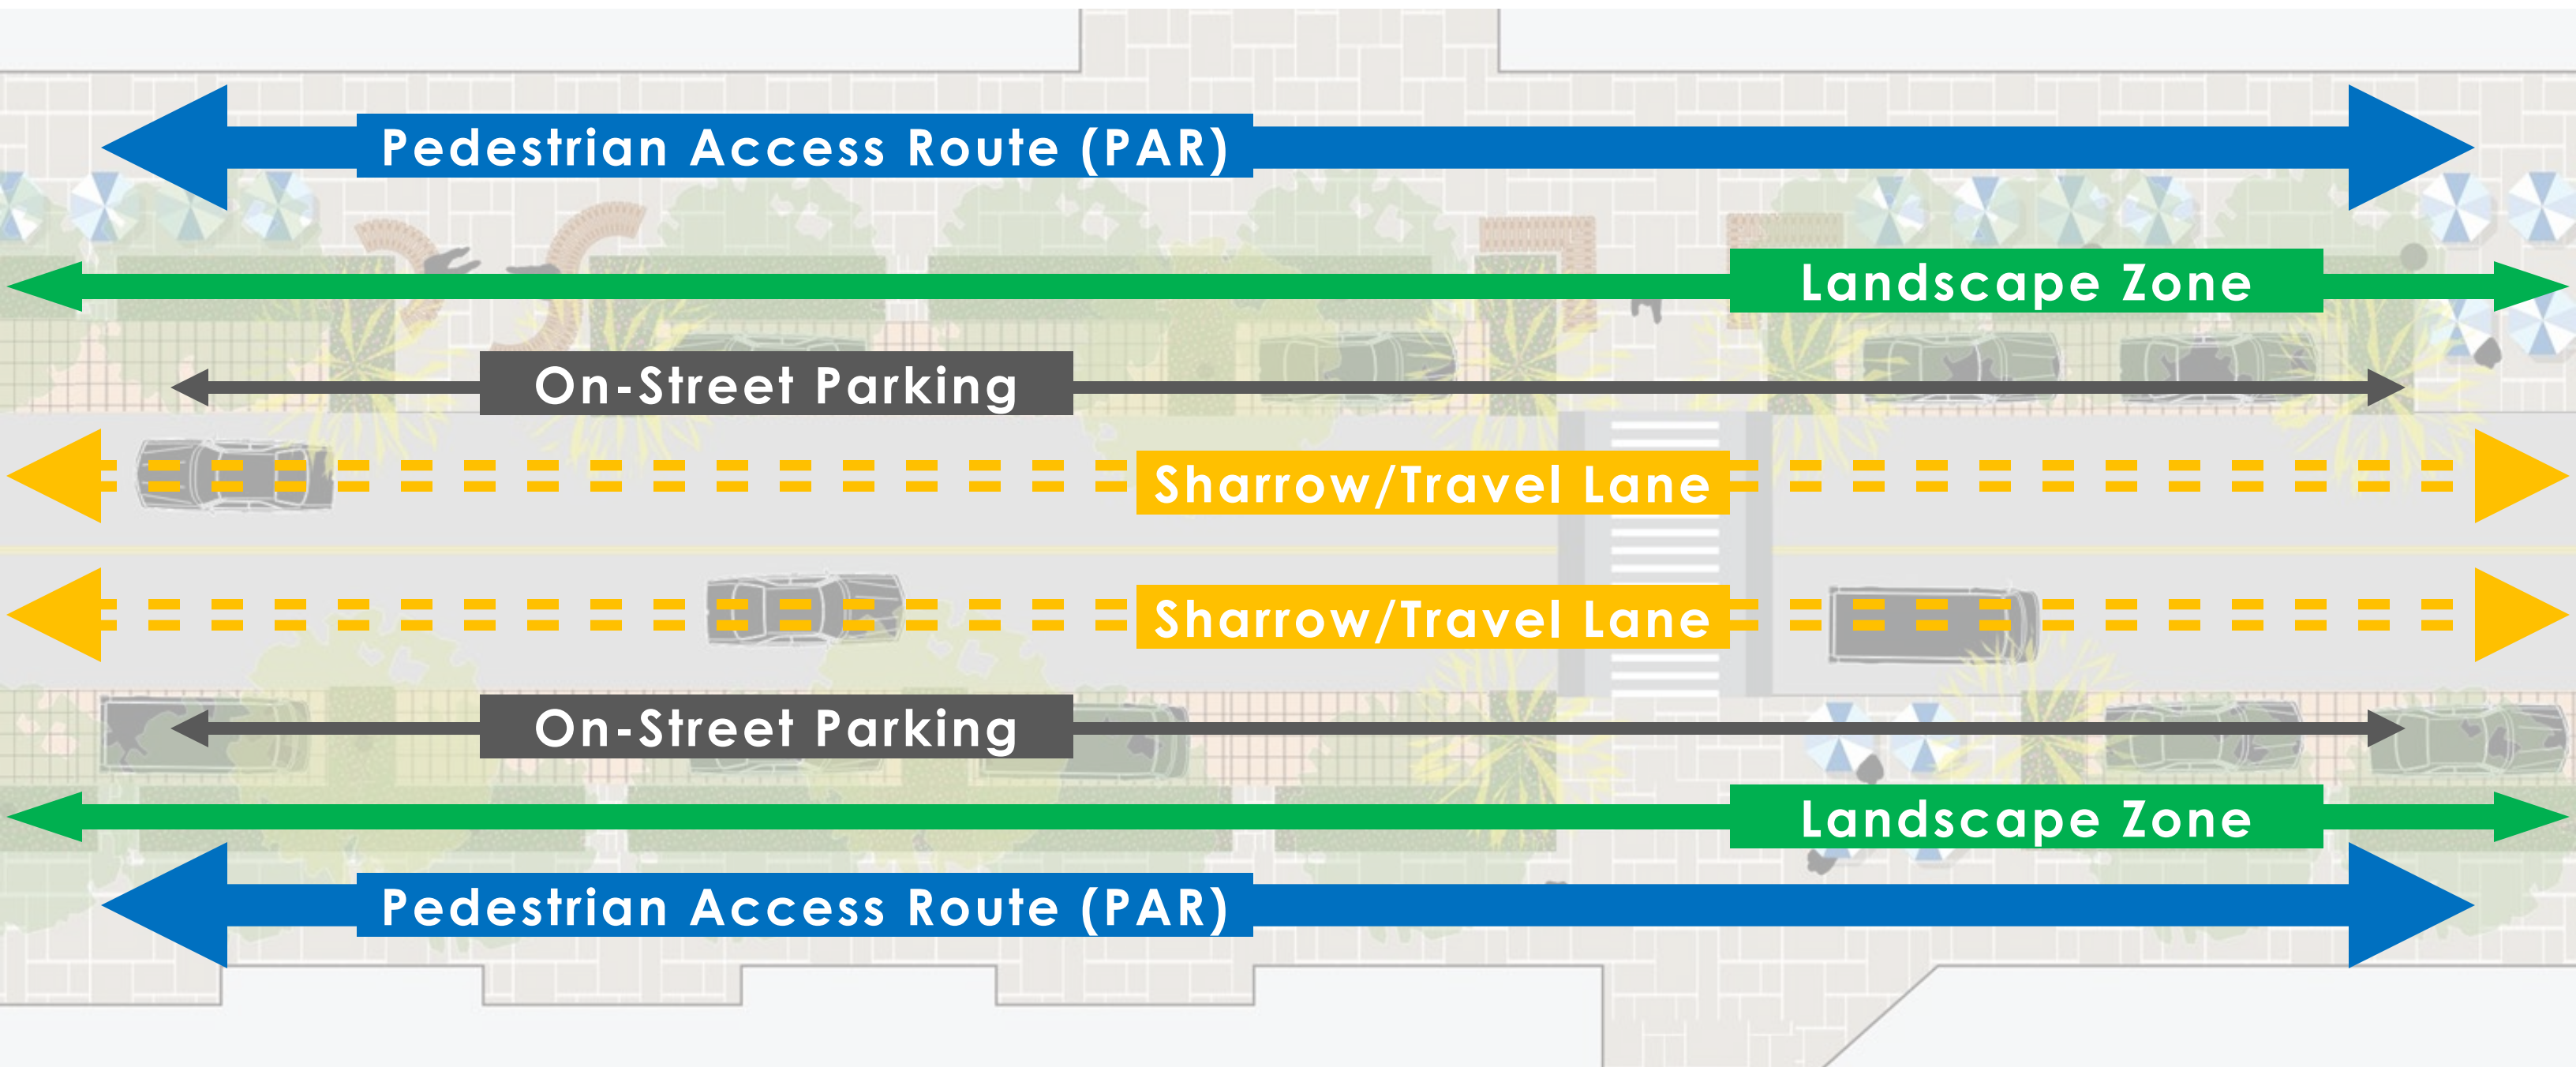 Pedestrian Access Route (PAR)
Landscape Zone
On-Street Parking
Sharrow/Travel Lane
Sharrow/Travel Lane
On-Street Parking
Landscape Zone
Pedestrian Access Route (PAR)